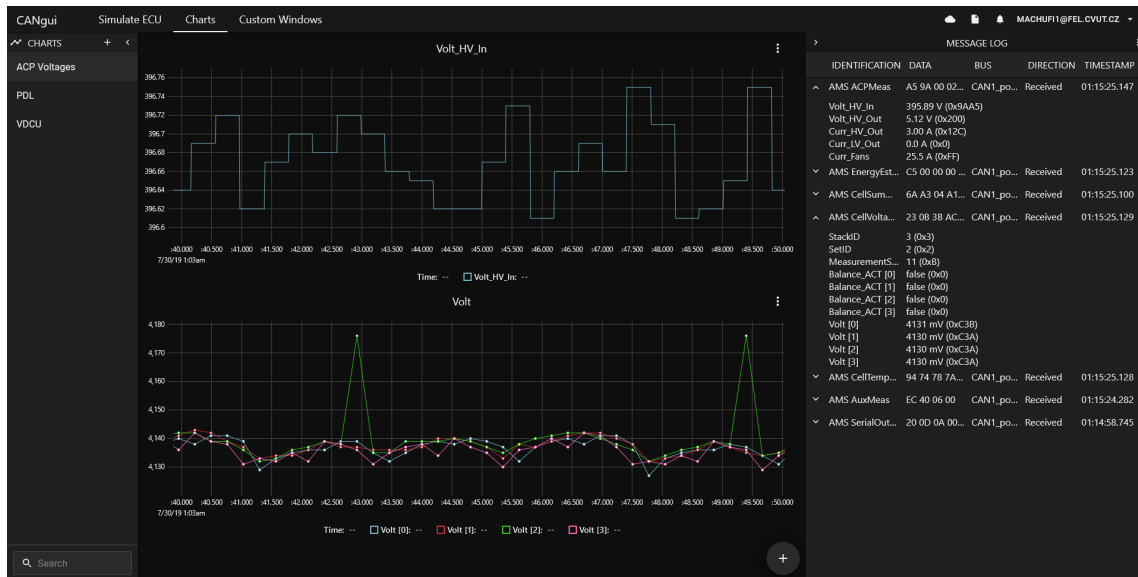 CANgui Simulate ECU Charts Custom Windows MACHUFI1@FEL.CVUT.CZ
CHARTS
ACP Voltages
PDL
VDCU
Search
Volt_HV_In
396.76
396.74
396.72
396.7
396.68
396.66
396.64
396.62
396.6
:40.000 :40.500 :41.000 :41.500 :42.000 :42.500 :43.000 :43.500 :44.000 :44.500 :45.000 :45.500 :46.000 :46.500 :47.000 :47.500 :48.000 :48.500 :49.000 :49.500 :50.000
7/30/19 1:03am
Time: -- Volt_HV_In: --
Volt
4,180
4,170
4,160
4,150
4,140
4,130
:40.000 :40.500 :41.000 :41.500 :42.000 :42.500 :43.000 :43.500 :44.000 :44.500 :45.000 :45.500 :46.000 :46.500 :47.000 :47.500 :48.000 :48.500 :49.000 :49.500 :50.000
7/30/19 1:03am
Time: -- Volt [0]: -- Volt [1]: -- Volt [2]: -- Volt [3]: --
MESSAGE LOG
IDENTIFICATION DATA BUS DIRECTION TIMESTAMP
AMS ACPMeas A5 9A 00 02... CAN1_po... Received 01:15:25.147
Volt_HV_In 395.89 V (0x9AA5)
Volt_HV_Out 5.12 V (0x200)
Curr_HV_Out 3.00 A (0x12C)
Curr_LV_Out 0.0 A (0x0)
Curr_Fans 25.5 A (0xFF)
AMS EnergyEst... C5 00 00 00 ... CAN1_po... Received 01:15:25.123
AMS CellSum... 6A A3 04 A1... CAN1_po... Received 01:15:25.100
AMS CellVolta... 23 0B 3B AC... CAN1_po... Received 01:15:25.129
StackID 3 (0x3)
SetID 2 (0x2)
MeasurementS... 11 (0xB)
Balance_ACT [0] false (0x0)
Balance_ACT [1] false (0x0)
Balance_ACT [2] false (0x0)
Balance_ACT [3] false (0x0)
Volt [0] 4131 mV (0xC3B)
Volt [1] 4130 mV (0xC3A)
Volt [2] 4130 mV (0xC3A)
Volt [3] 4130 mV (0xC3A)
AMS CellTemp... 94 74 78 7A... CAN1_po... Received 01:15:25.128
AMS AuxMeas EC 40 06 00 CAN1_po... Received 01:15:24.282
AMS SerialOut... 20 0D 0A 00... CAN1_po... Received 01:14:58.745